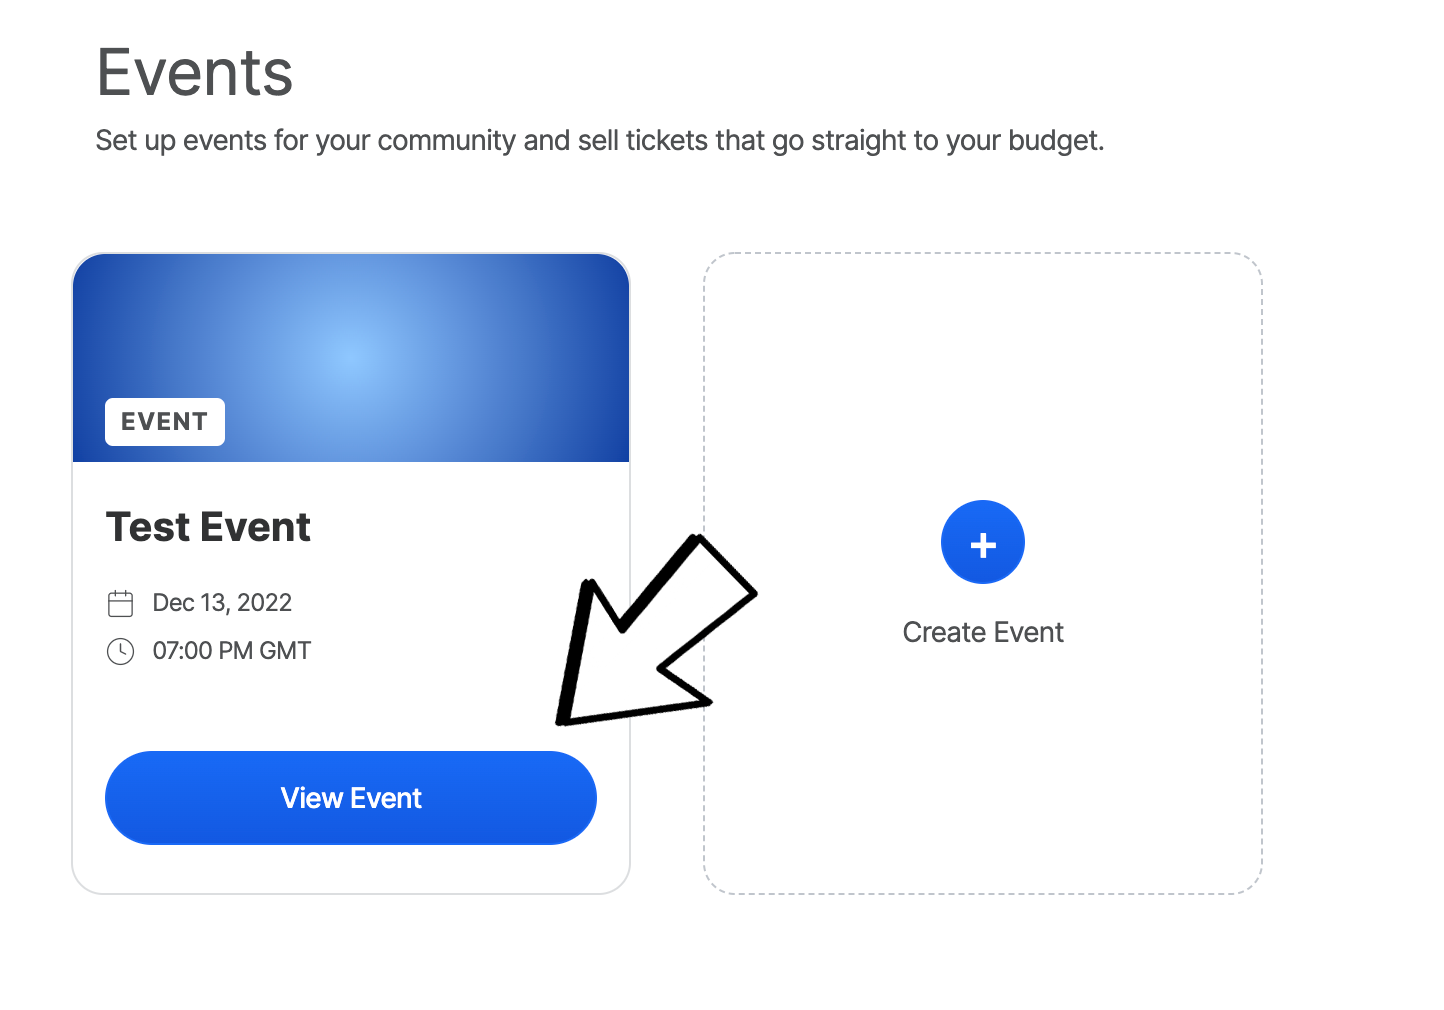 Events
Set up events for your community and sell tickets that go straight to your budget.
EVENT
Test Event
Dec 13, 2022
07:00 PM GMT
View Event
+
Create Event